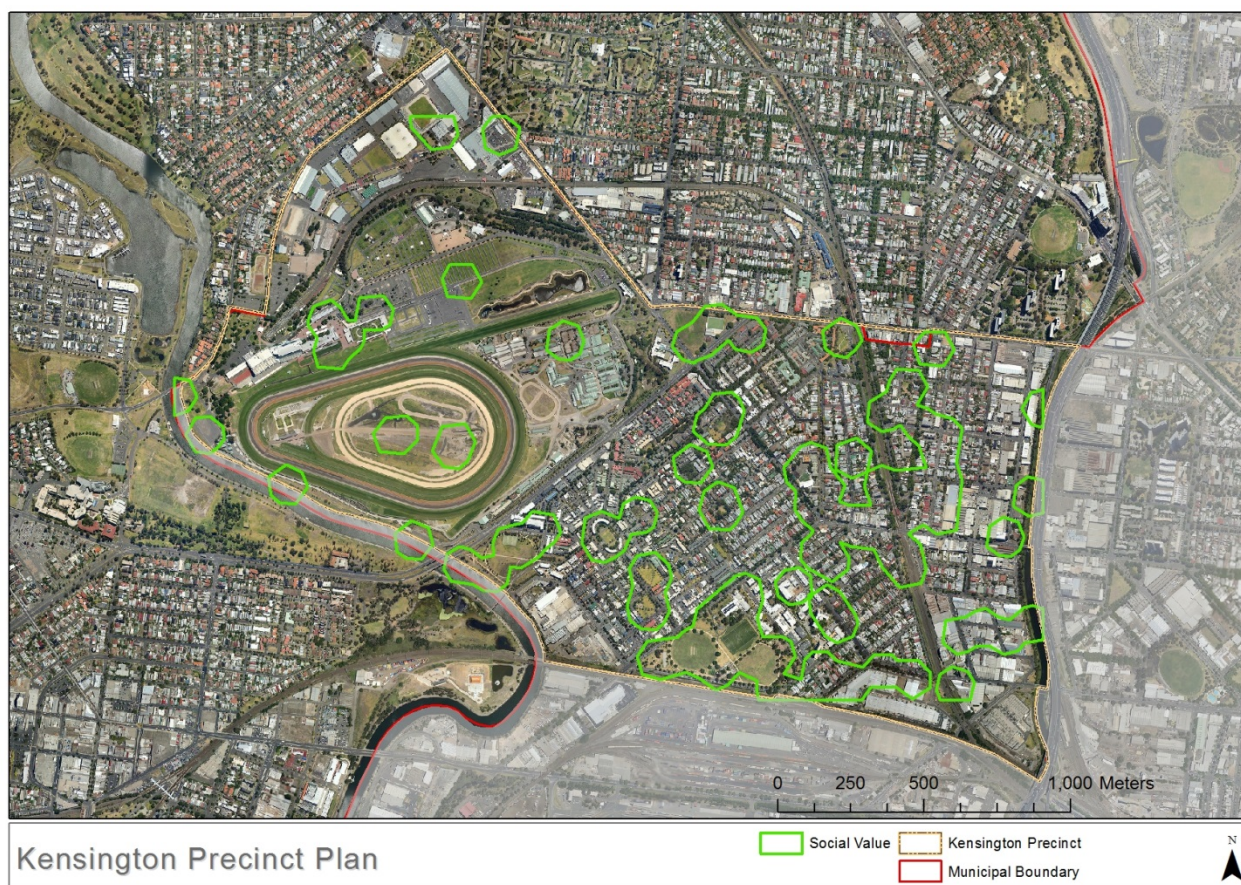 0 250 500 1,000 Meters
Kensington Precinct Plan
Social Value
Kensington Precinct
Municipal Boundary
N